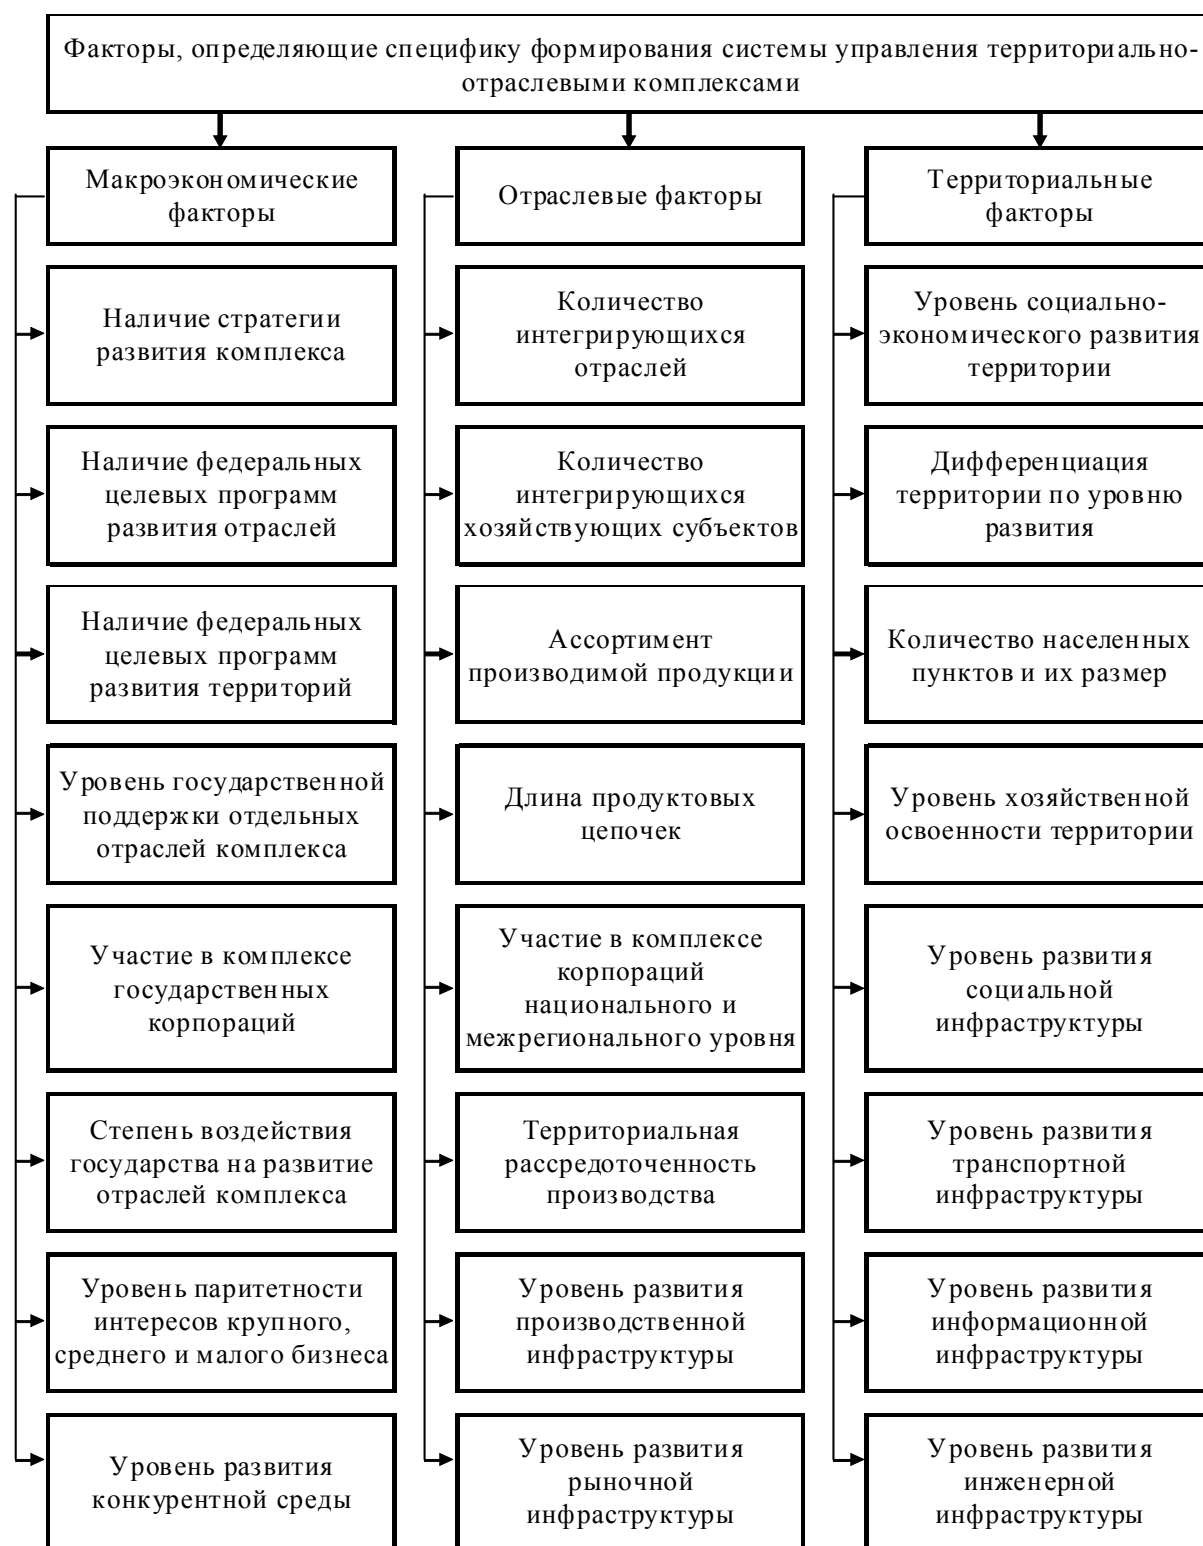 Факторы, определяющие специфику формирования системы управления территориально-
отраслевыми комплексами
Макроэкономические
факторы
Наличие стратегии
развития комплекса
Наличие федеральных
целевых программ
развития отраслей
Наличие федеральных
целевых программ
развития территорий
Уровень государственной
поддержки отдельных
отраслей комплекса
Участие в комплексе
государственных
корпораций
Степень воздействия
государства на развитие
отраслей комплекса
Уровень паритетности
интересов крупного,
среднего и малого бизнеса
Уровень развития
конкурентной среды
Отраслевые факторы
Количество
интегрирующихся
отраслей
Количество
интегрирующихся
хозяйствующих субъектов
Ассортимент
производимой продукции
Длина продуктовых
цепочек
Участие в комплексе
корпораций
национального и
межрегионального уровня
Территориальная
рассредоточенность
производства
Уровень развития
производственной
инфраструктуры
Уровень развития
рыночной
инфраструктуры
Территориальные
факторы
Уровень социально-
экономического развития
территории
Дифференциация
территории по уровню
развития
Количество населенных
пунктов и их размер
Уровень хозяйственной
освоенности территории
Уровень развития
социальной
инфраструктуры
Уровень развития
транспортной
инфраструктуры
Уровень развития
информационной
инфраструктуры
Уровень развития
инженерной
инфраструктуры